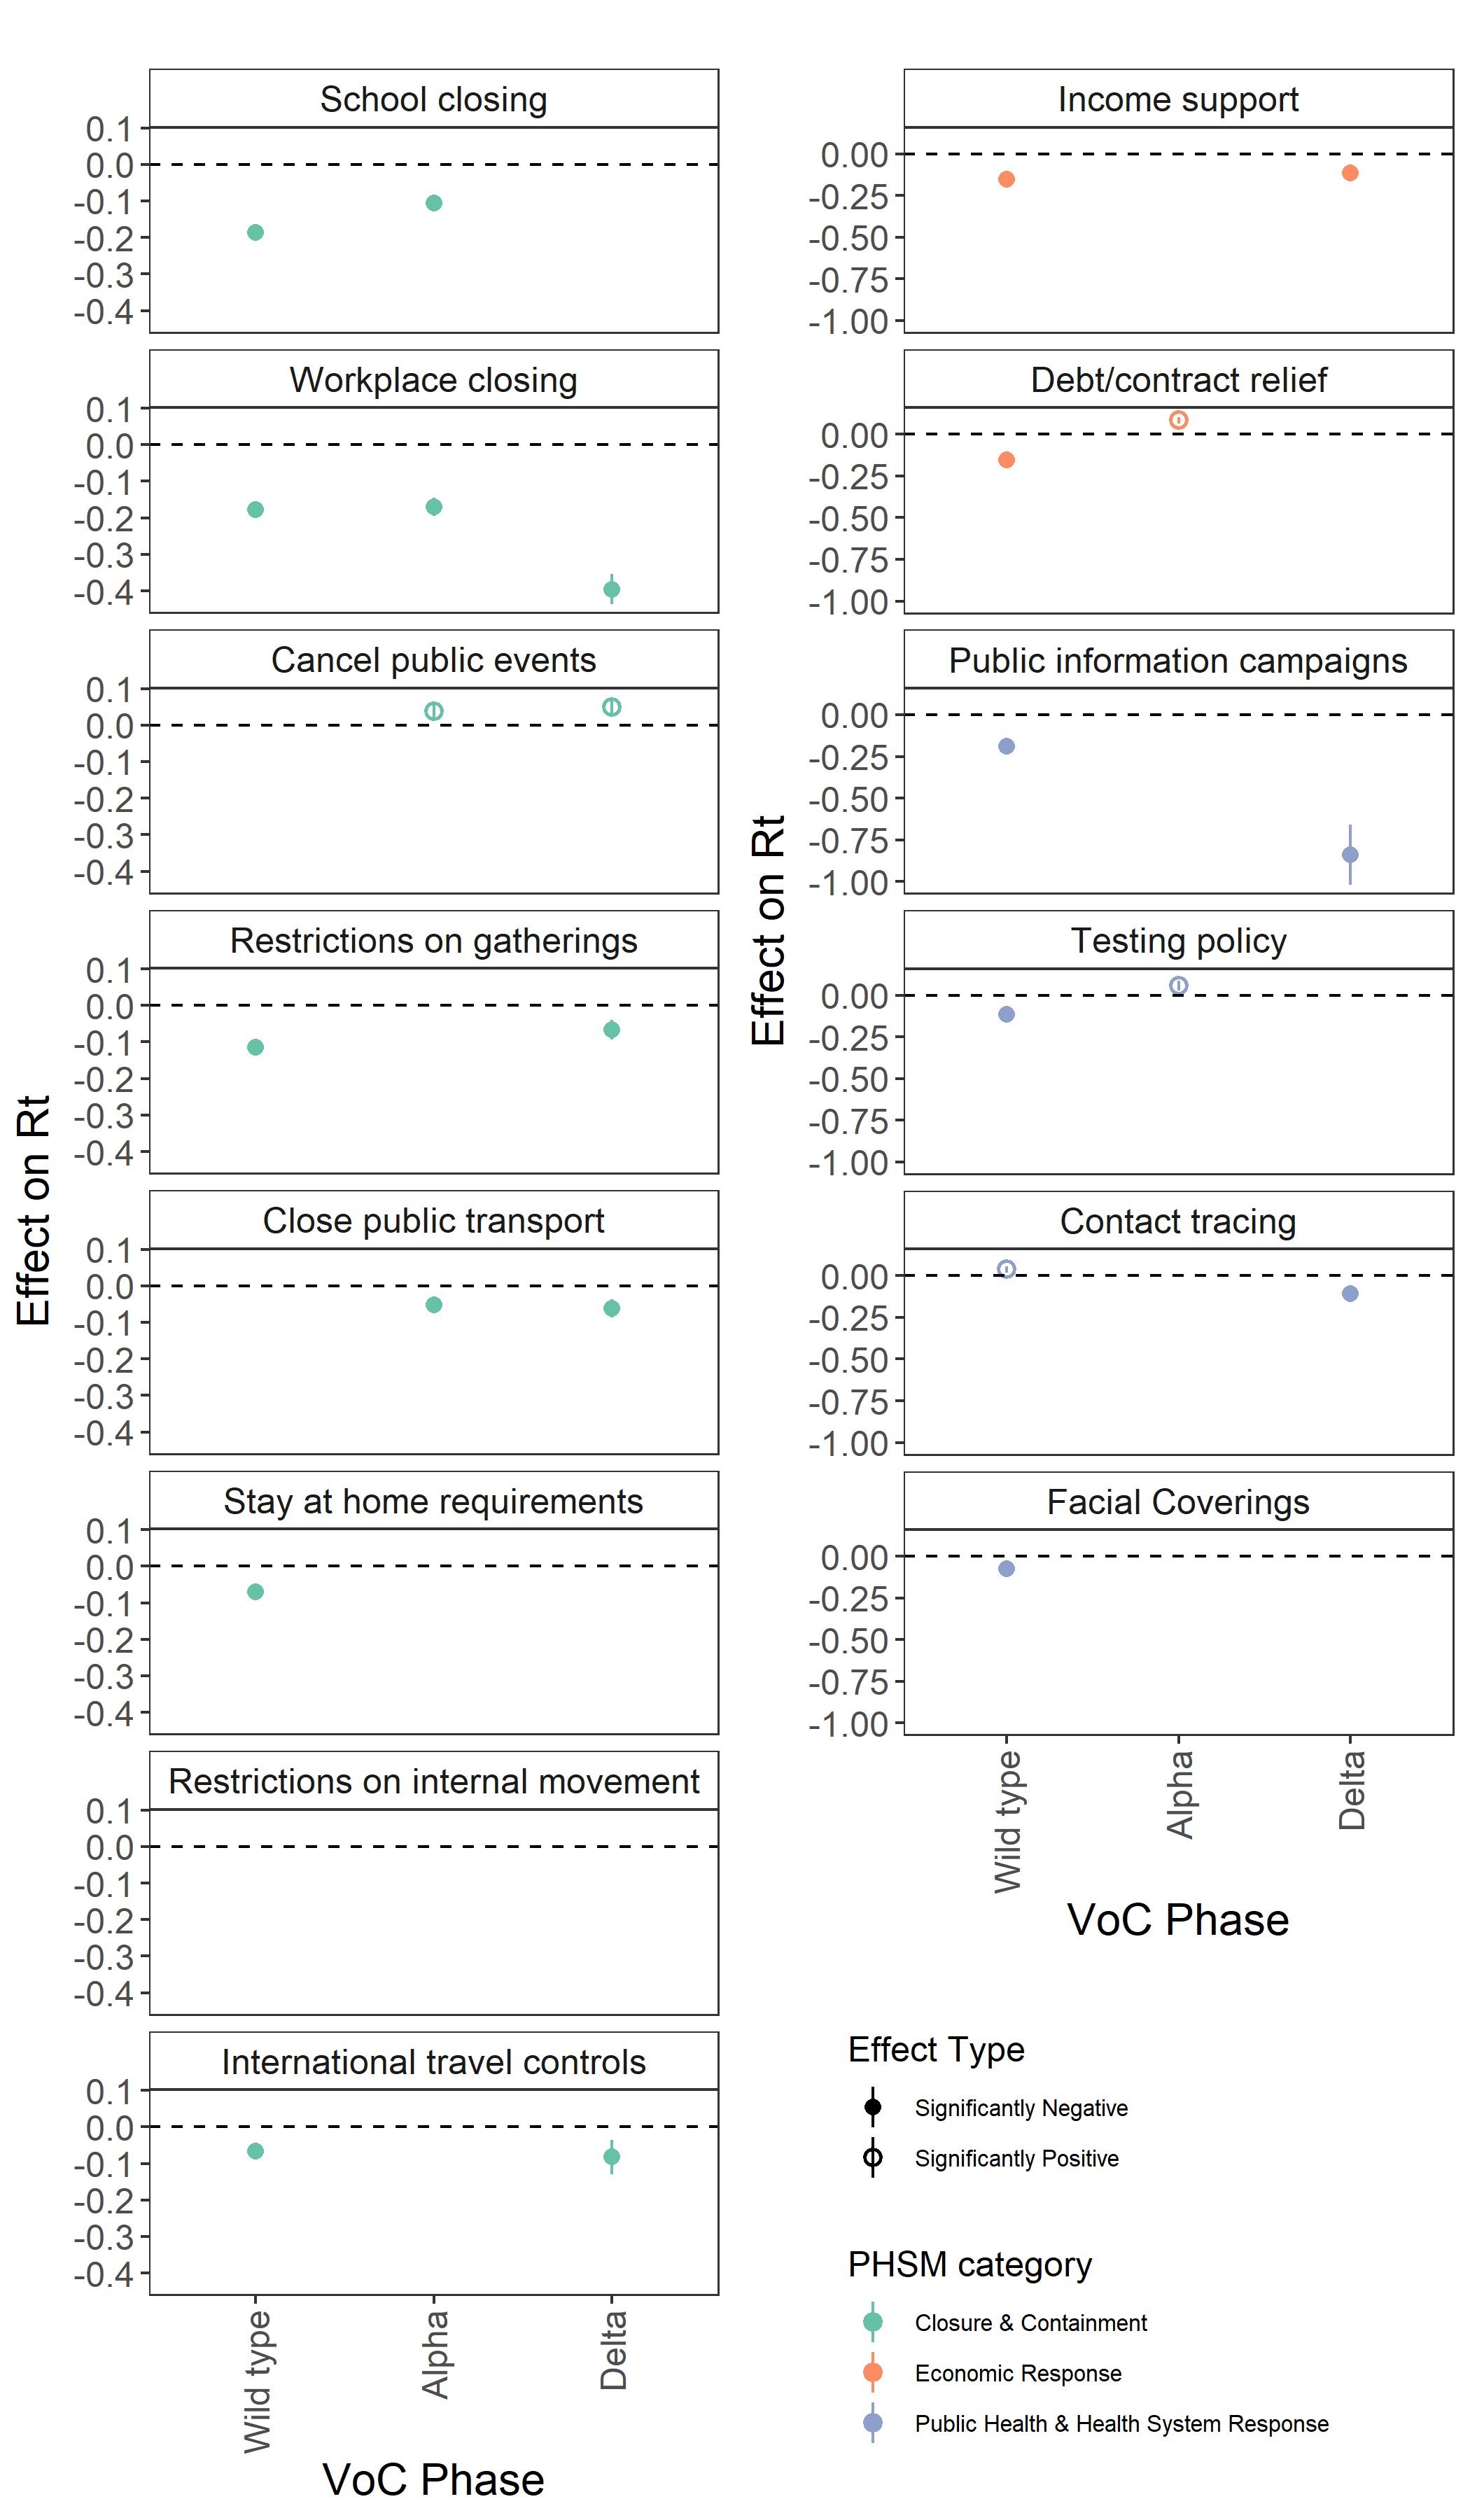 School closing
0.1
0.0
-0.1
-0.2
-0.3
-0.4
Workplace closing
0.1
0.0
-0.1
-0.2
-0.3
-0.4
Cancel public events
0.1
0.0
-0.1
-0.2
-0.3
-0.4
Restrictions on gatherings
0.1
0.0
-0.1
-0.2
-0.3
-0.4
Close public transport
0.1
0.0
-0.1
-0.2
-0.3
-0.4
Stay at home requirements
0.1
0.0
-0.1
-0.2
-0.3
-0.4
Restrictions on internal movement
0.1
0.0
-0.1
-0.2
-0.3
-0.4
International travel controls
0.1
0.0
-0.1
-0.2
-0.3
-0.4
Effect on Rt
Wild type
Alpha
Delta
VoC Phase
Income support
0.00
-0.25
-0.50
-0.75
-1.00
Debt/contract relief
0.00
-0.25
-0.50
-0.75
-1.00
Public information campaigns
0.00
-0.25
-0.50
-0.75
-1.00
Testing policy
0.00
-0.25
-0.50
-0.75
-1.00
Contact tracing
0.00
-0.25
-0.50
-0.75
-1.00
Facial Coverings
0.00
-0.25
-0.50
-0.75
-1.00
Effect on Rt
Wild type
Alpha
Delta
VoC Phase
Effect Type
Significantly Negative
Significantly Positive
PHSM category
Closure & Containment
Economic Response
Public Health & Health System Response